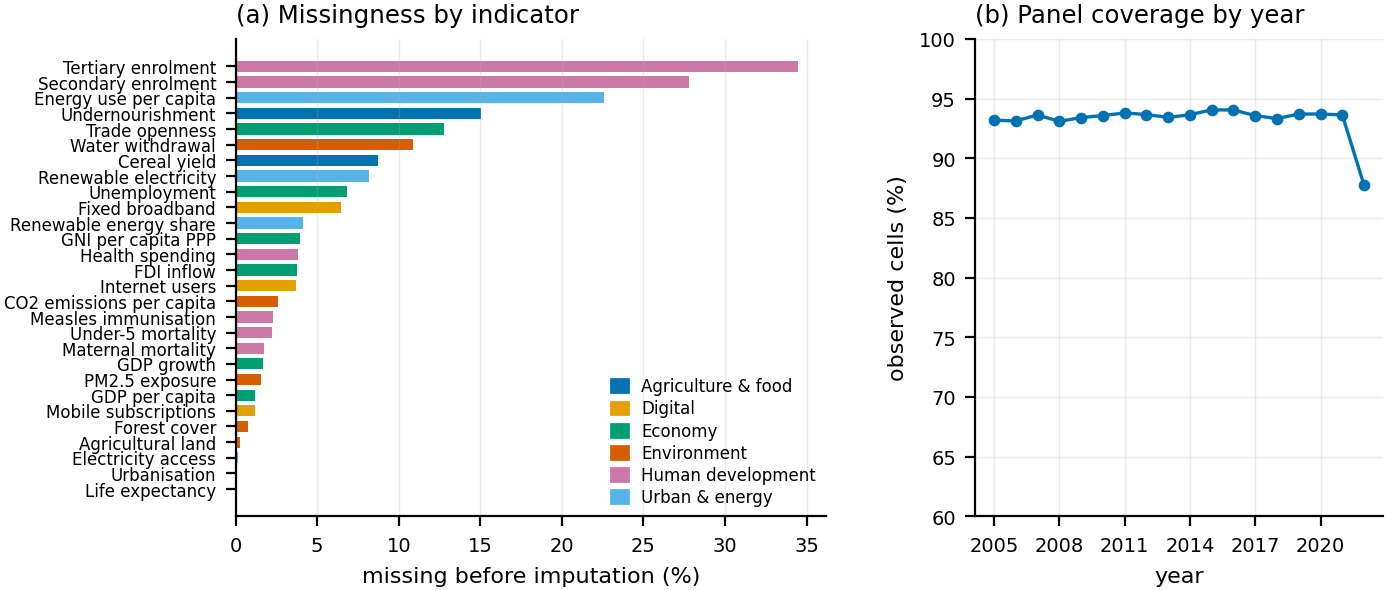 (a) Missingness by indicator
Tertiary enrolment
Secondary enrolment
Energy use per capita
Undernourishment
Trade openness
Water withdrawal
Cereal yield
Renewable electricity
Unemployment
Fixed broadband
Renewable energy share
GNI per capita PPP
Health spending
FDI inflow
Internet users
CO2 emissions per capita
Measles immunisation
Under-5 mortality
Maternal mortality
GDP growth
PM2.5 exposure
GDP per capita
Mobile subscriptions
Forest cover
Agricultural land
Electricity access
Urbanisation
Life expectancy
Agriculture & food
Digital
Economy
Environment
Human development
Urban & energy
0 5 10 15 20 25 30 35
missing before imputation (%)
(b) Panel coverage by year
observed cells (%)
100
95
90
85
80
75
70
65
60
2005 2008 2011 2014 2017 2020
year